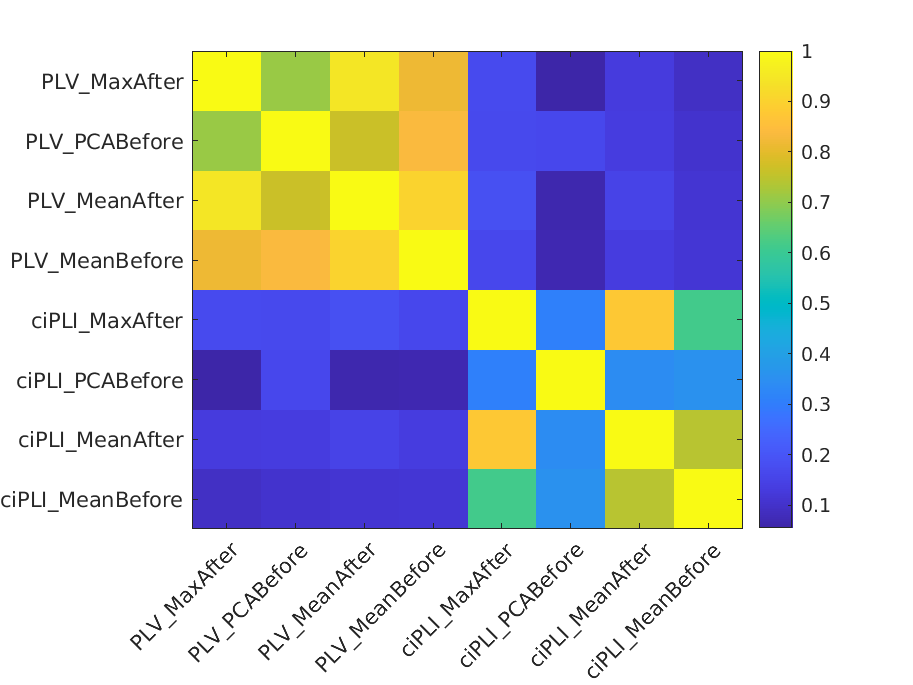 PLV_MaxAfter
PLV_PCABefore
PLV_MeanAfter
PLV_MeanBefore
ciPLI_MaxAfter
ciPLI_PCABefore
ciPLI_MeanAfter
ciPLI_MeanBefore
PLV_MaxAfter
PLV_PCABefore
PLV_MeanAfter
PLV_MeanBefore
ciPLI_MaxAfter
ciPLI_PCABefore
ciPLI_MeanAfter
ciPLI_MeanBefore
1
0.9
0.8
0.7
0.6
0.5
0.4
0.3
0.2
0.1